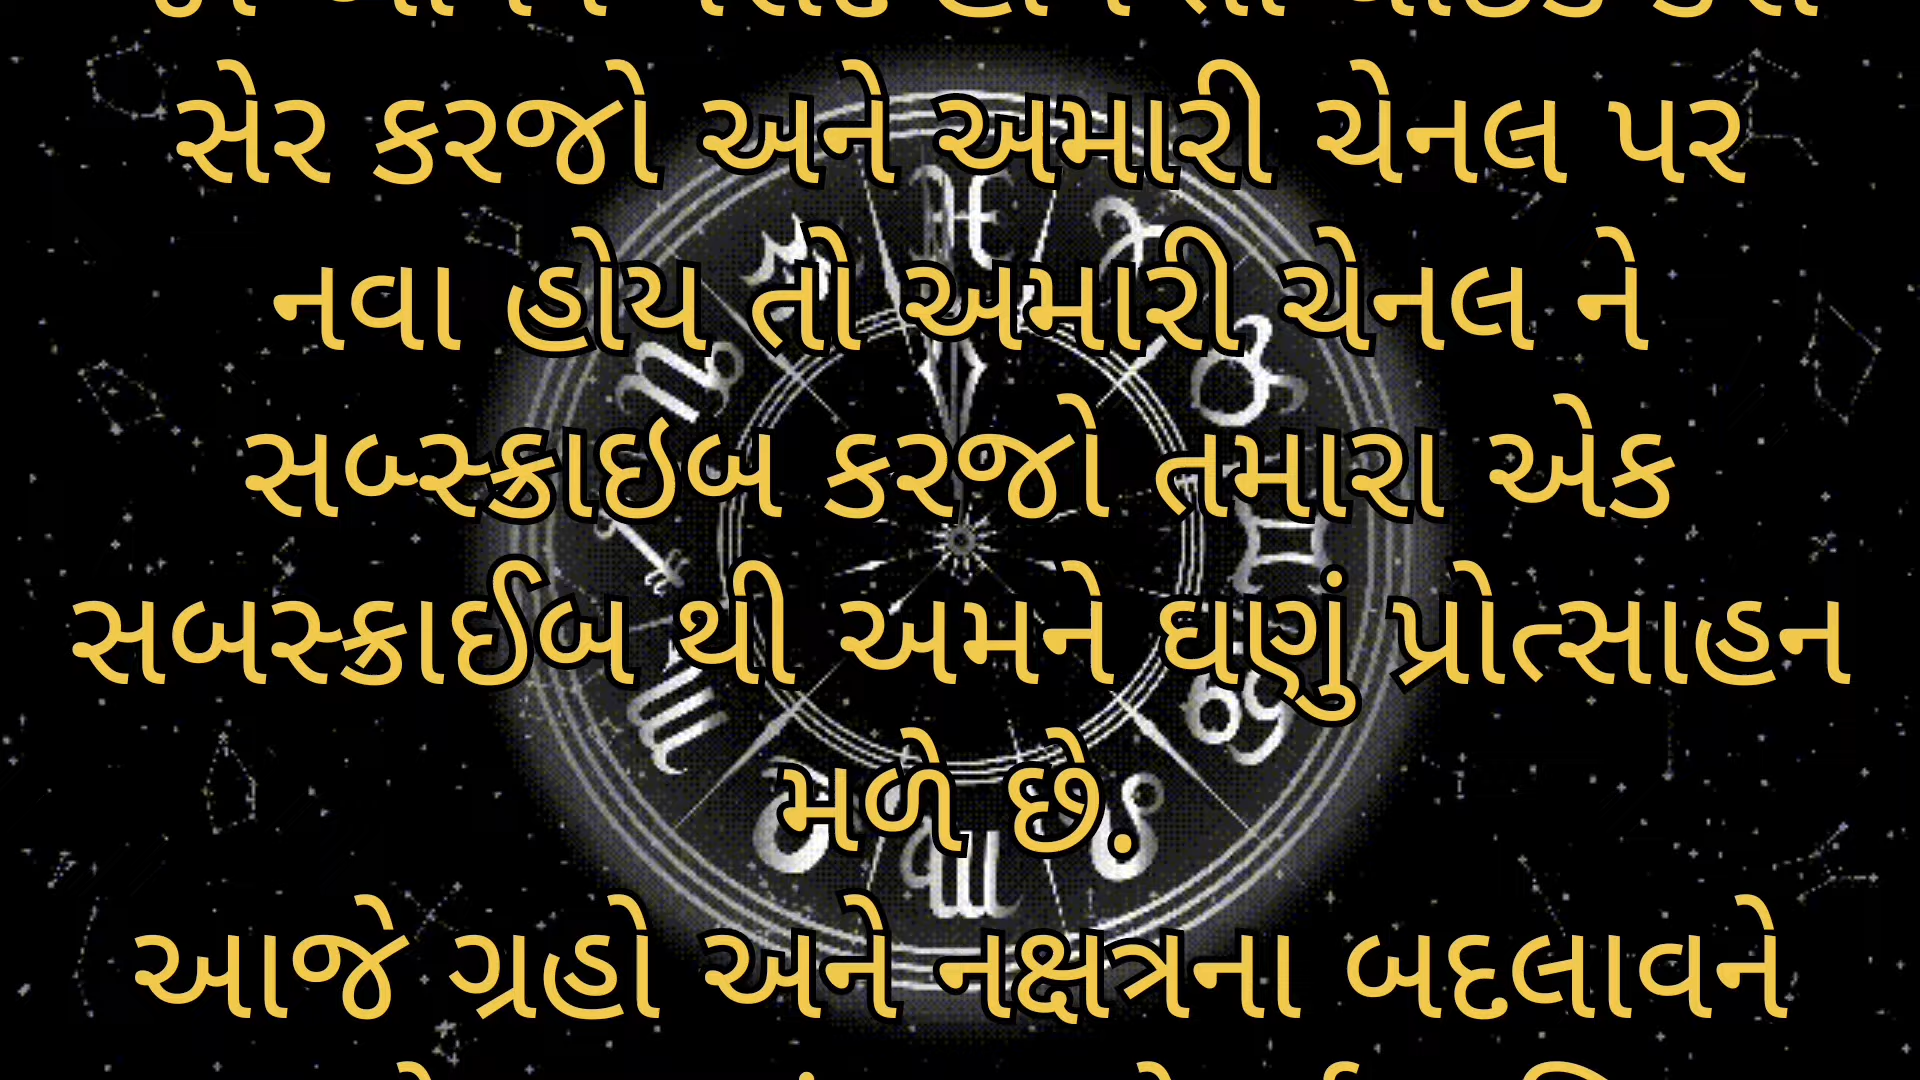 સેર કરજો અને અમારી ચેનલ પર
નવા હોય તો અમારી ચેનલ ને
સબ્સ્ક્રાઇબ કરજો તમારા એક
સબસ્ક્રાઈબ થી અમને ઘણું પ્રોત્સાહન
મળે છે.
આજે ગ્રહો અને નક્ષત્રના બદલાવને